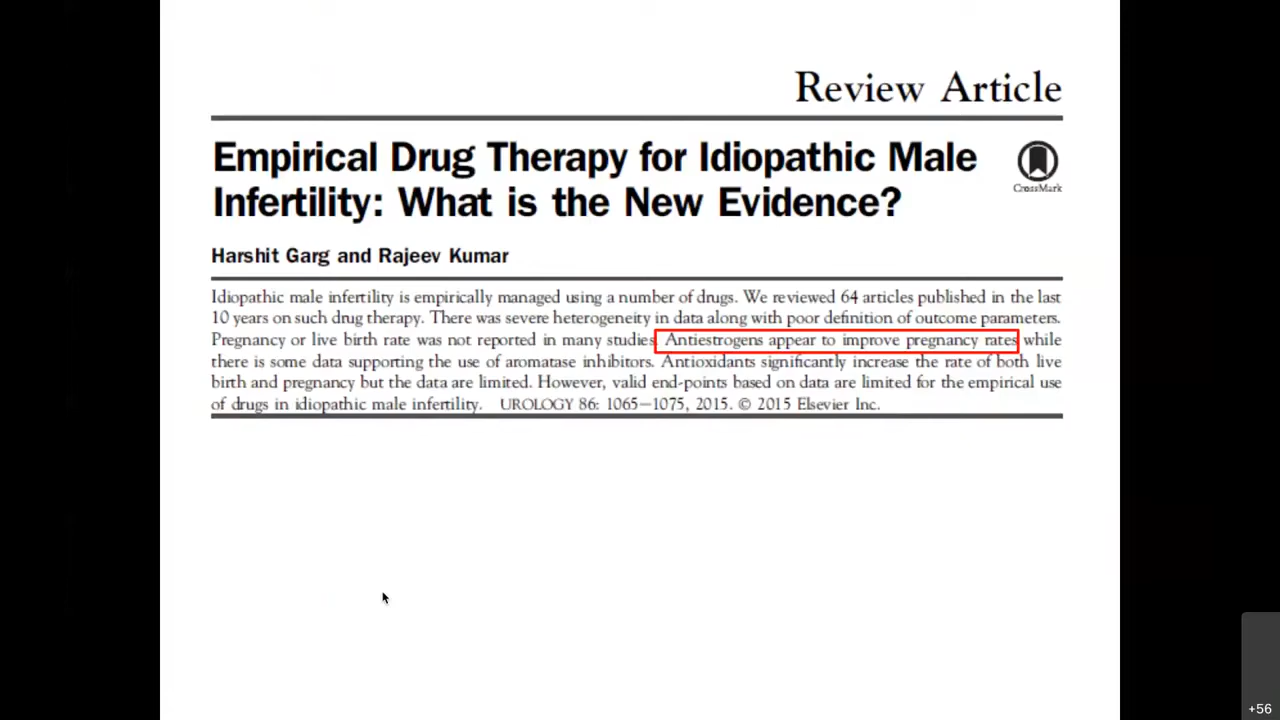 Review Article
Empirical Drug Therapy for Idiopathic Male
Infertility: What is the New Evidence?
CrossMark
Harshit Garg and Rajeev Kumar
Idiopathic male infertility is empirically managed using a number of drugs. We reviewed 64 articles published in the last
10 years on such drug therapy. There was severe heterogeneity in data along with poor definition of outcome parameters.
Pregnancy or live birth rate was not reported in many studies. Antiestrogens appear to improve pregnancy rates while
there is some data supporting the use of aromatase inhibitors. Antioxidants significantly increase the rate of both live
birth and pregnancy but the data are limited. However, valid end-points based on data are limited for the empirical use
of drugs in idiopathic male infertility. UROLOGY 86: 1065–1075, 2015. © 2015 Elsevier Inc.
+56